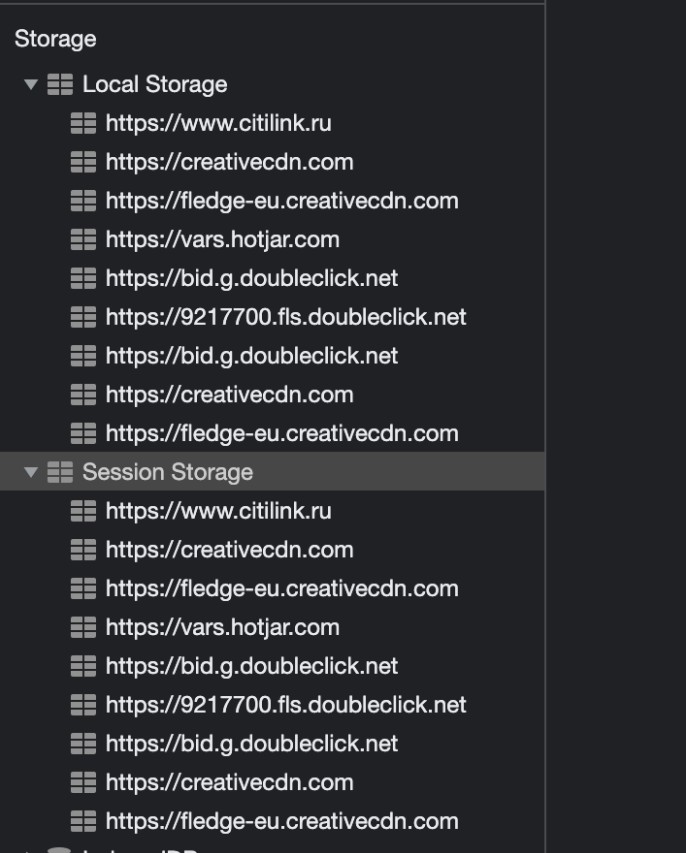 Storage
Local Storage
https://www.citilink.ru
https://creativecdn.com
https://fledge-eu.creativecdn.com
https://vars.hotjar.com
https://bid.g.doubleclick.net
https://9217700.fls.doubleclick.net
https://bid.g.doubleclick.net
https://creativecdn.com
https://fledge-eu.creativecdn.com
Session Storage
https://www.citilink.ru
https://creativecdn.com
https://fledge-eu.creativecdn.com
https://vars.hotjar.com
https://bid.g.doubleclick.net
https://9217700.fls.doubleclick.net
https://bid.g.doubleclick.net
https://creativecdn.com
https://fledge-eu.creativecdn.com